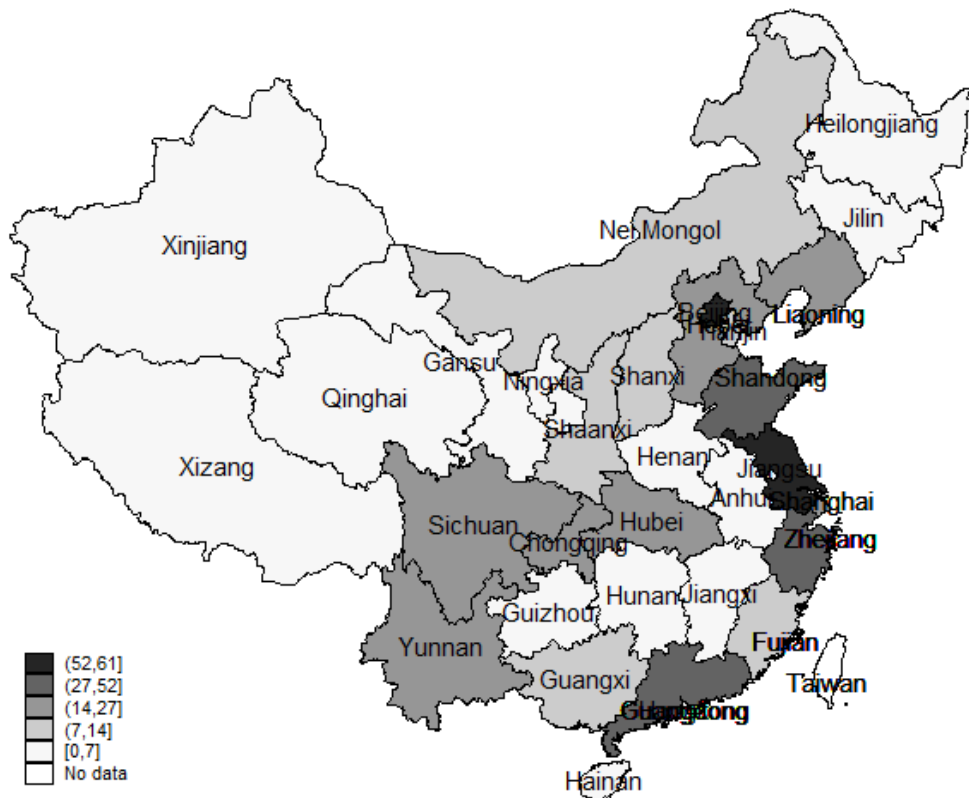 Heilongjiang
Jilin
Xinjiang
Nei Mongol
Beijing
Liaoning
Gansu
Ningxia
Shanxi
Shandong
Qinghai
Shaanxi
Henan
Jiangsu
Xizang
Anhui
Shanghai
Sichuan
Hubei
Chongqing
Zhejiang
Guizhou
Hunan
Jiangxi
Yunnan
Fujian
Guangxi
Taiwan
Hainan
(52,61]
(27,52]
(14,27]
(7,14]
[0,7]
No data